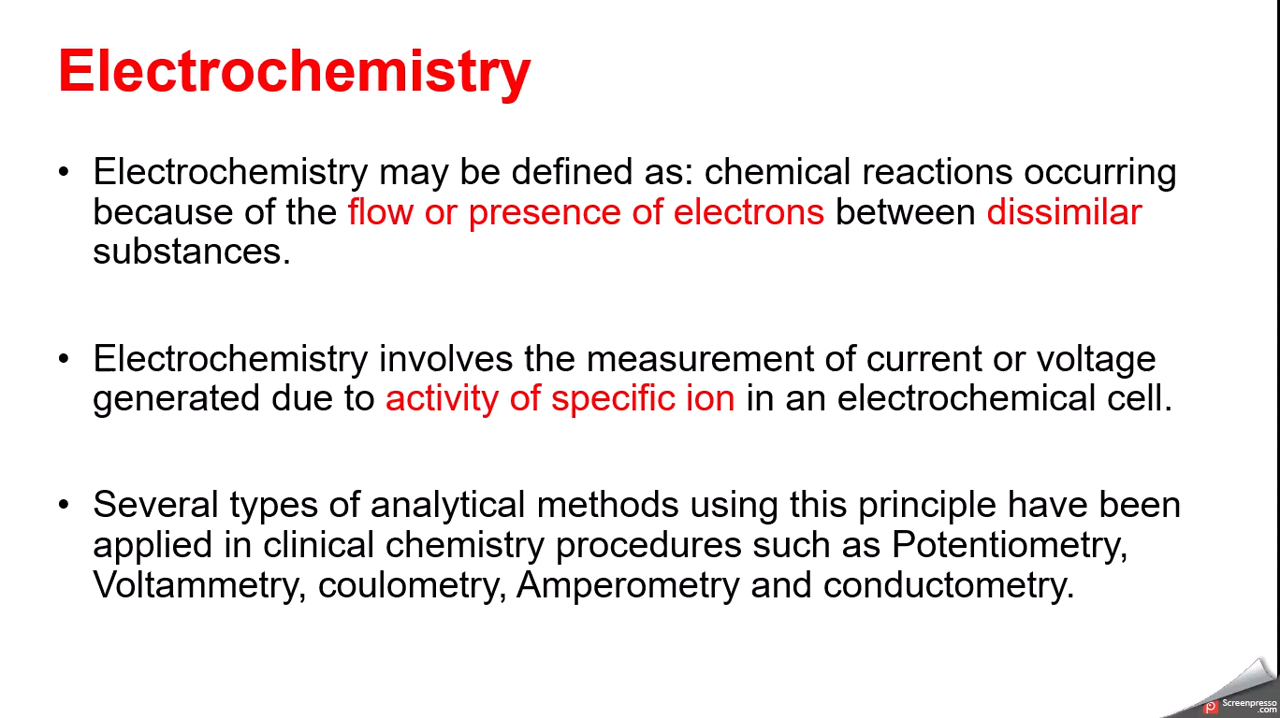 Electrochemistry
• Electrochemistry may be defined as: chemical reactions occurring
because of the flow or presence of electrons between dissimilar
substances.
• Electrochemistry involves the measurement of current or voltage
generated due to activity of specific ion in an electrochemical cell.
• Several types of analytical methods using this principle have been
applied in clinical chemistry procedures such as Potentiometry,
Voltammetry, coulometry, Amperometry and conductometry.
Screenpresso
.com